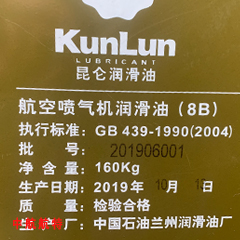 KunLun
LUBRICANT
昆仑润滑油
航空喷气机润滑油（8B）
执行标准：GB 439-1990(2004)
批 号：201906001
净 含 量：160Kg
生产日期：2019年 10月 1 日
质 量：检验合格
生 产 厂：中国石油兰州润滑油厂